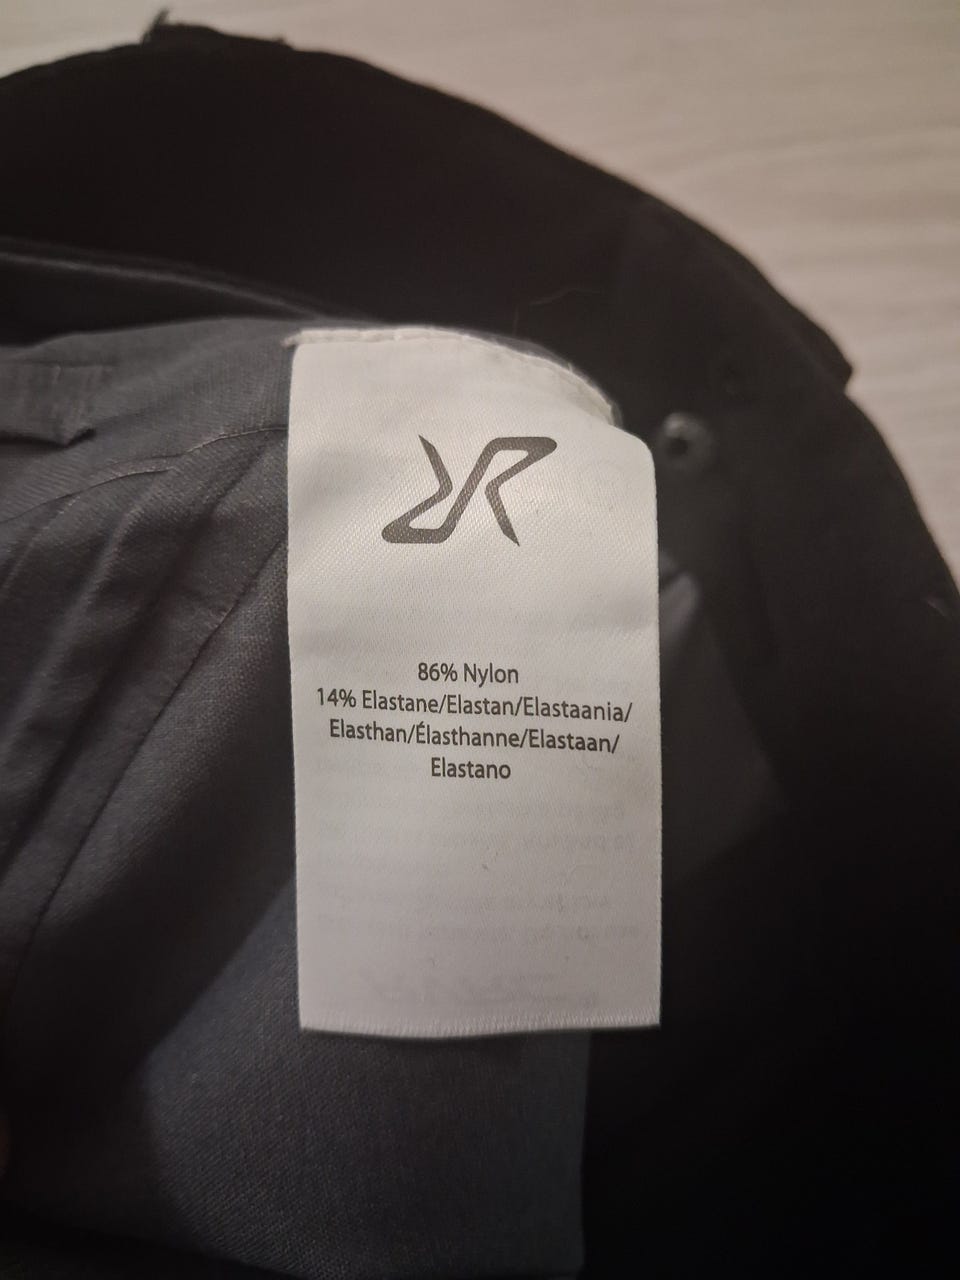 86% Nylon
14% Elastane/Elastan/Elastaania/
Elasthan/Élasthanne/Elastaan/
Elastano